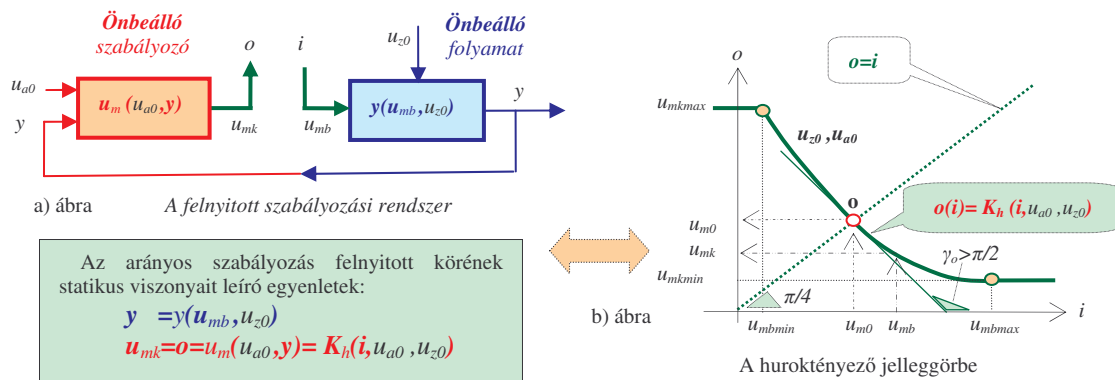 Önbeálló
szabályozó
o
i
u_z0
Önbeálló
folyamat
u_a0
y
u_m (u_a0,y)
u_mk
u_mb
y(u_mb,u_z0)
y
a) ábra
A felnyitott szabályozási rendszer
Az arányos szabályozás felnyitott körének
statikus viszonyait leíró egyenletek:
y =y(u_mb,u_z0)
u_mk=o=u_m(u_a0,y)= K_h(i,u_a0 ,u_z0)
o
o=i
u_mkmax
u_z0,u_a0
o
o(i)= K_h (i,u_a0 ,u_z0)
u_m0
u_mk
u_mkmin
γ_o>π/2
π/4
i
b) ábra
u_mbmin
u_m0
u_mb
u_mbmax
A huroktényező jelleggörbe